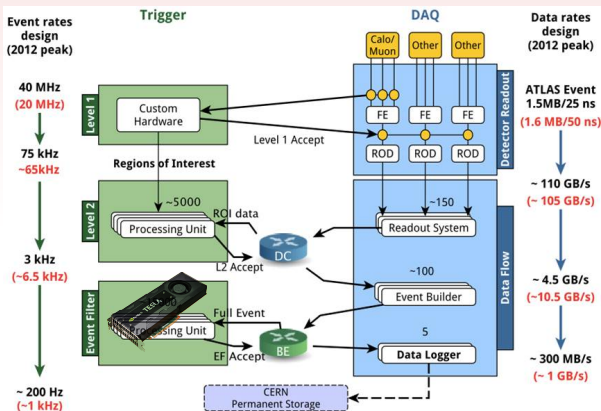 Event rates
design
(2012 peak)
Trigger
DAQ
Data rates
design
(2012 peak)
40 MHz
(20 MHz)
75 kHz
~65kHz
3 kHz
(~6.5 kHz)
~ 200 Hz
(~1 kHz)
Level 1
Custom
Hardware
Level 1 Accept
Regions of Interest
Calo/
Muon
Other
Other
FE
FE
FE
ROD
ROD
ROD
Detector Readout
ATLAS Event
1.5MB/25 ns
(1.6 MB/50 ns)
Level 2
~5000
Processing Unit
ROI data
L2 Accept
DC
~150
Readout System
~100
Event Builder
Data Flow
~ 110 GB/s
(~ 105 GB/s)
~ 4.5 GB/s
(~10.5 GB/s)
Event Filter
TESLA
Processing Unit
Full Event
EF Accept
BE
5
Data Logger
~ 300 MB/s
(~ 1 GB/s)
CERN
Permanent Storage